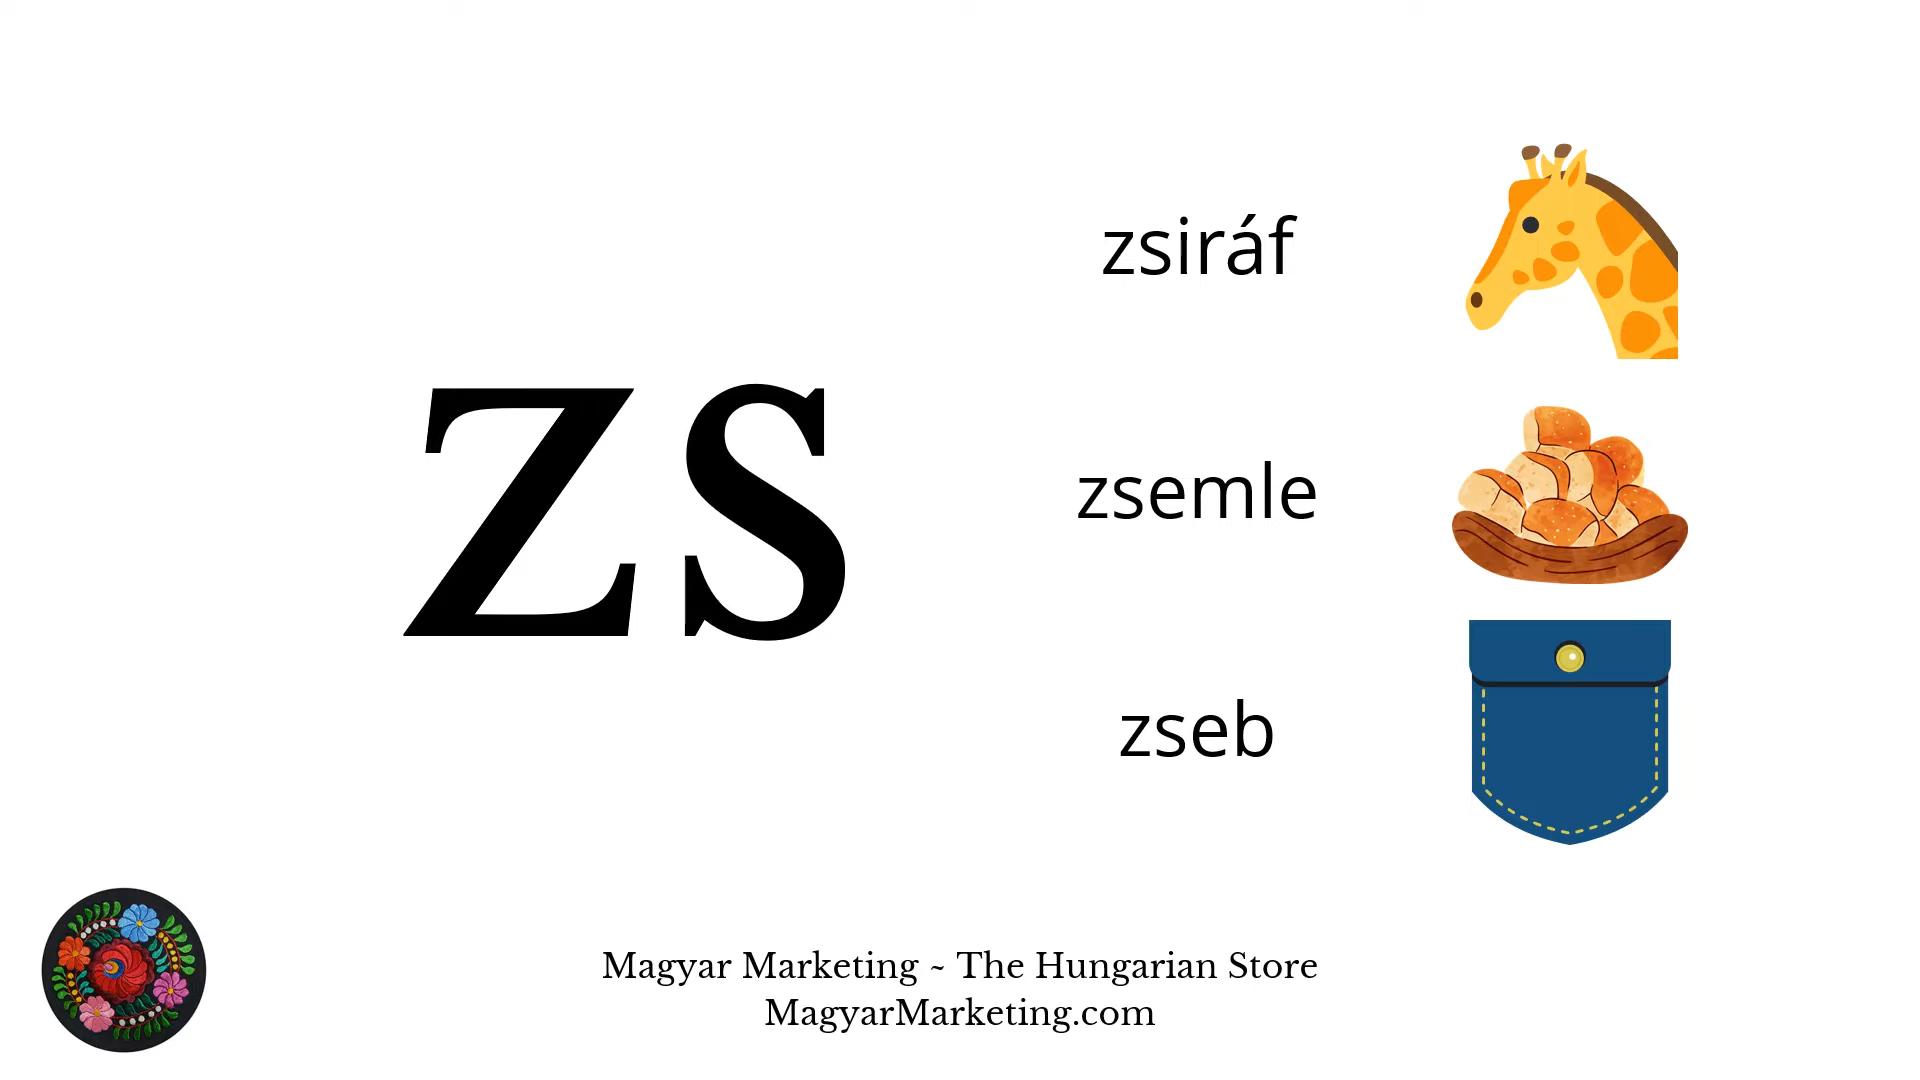 zs
zsiráf
zsemle
zseb
Magyar Marketing ~ The Hungarian Store
MagyarMarketing.com